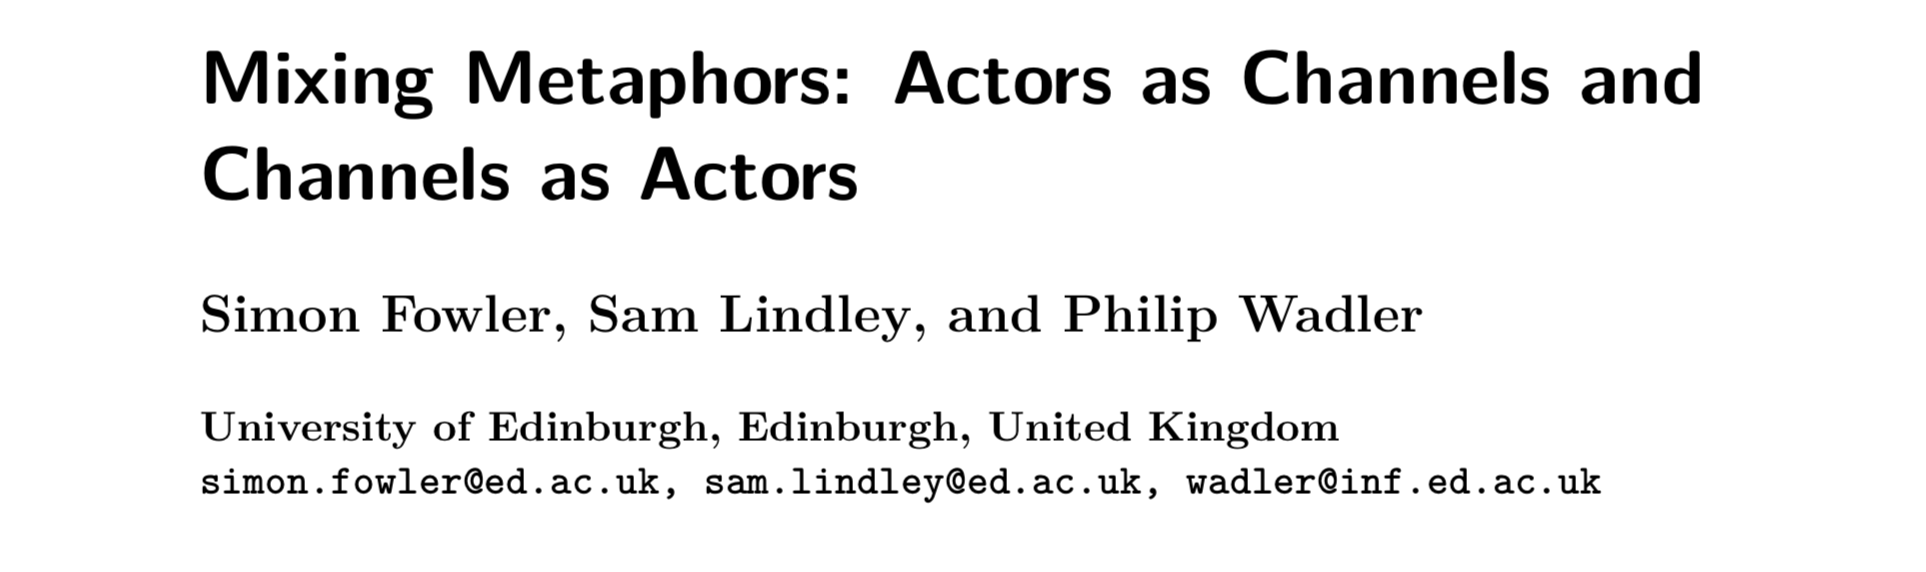 Mixing Metaphors: Actors as Channels and
Channels as Actors
Simon Fowler, Sam Lindley, and Philip Wadler
University of Edinburgh, Edinburgh, United Kingdom
simon.fowler@ed.ac.uk, sam.lindley@ed.ac.uk, wadler@inf.ed.ac.uk